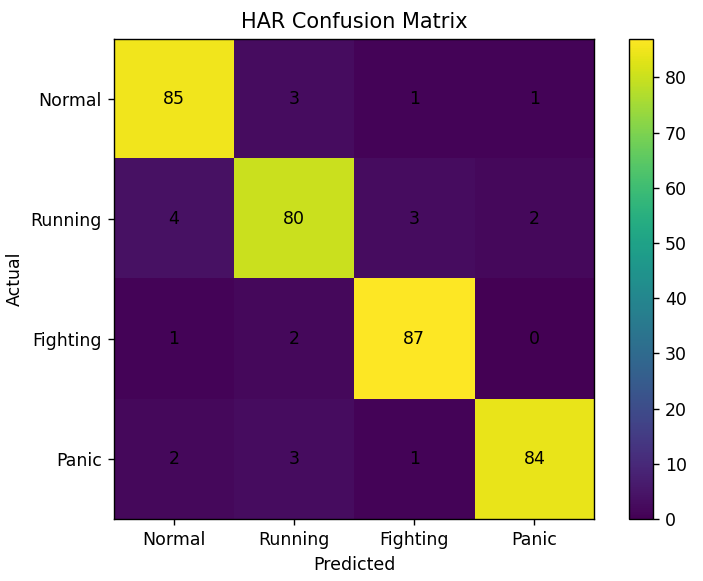 HAR Confusion Matrix
Normal 85 3 1 1
Running 4 80 3 2
Fighting 1 2 87 0
Panic 2 3 1 84
Normal Running Fighting Panic
Predicted
Actual
80
70
60
50
40
30
20
10
0